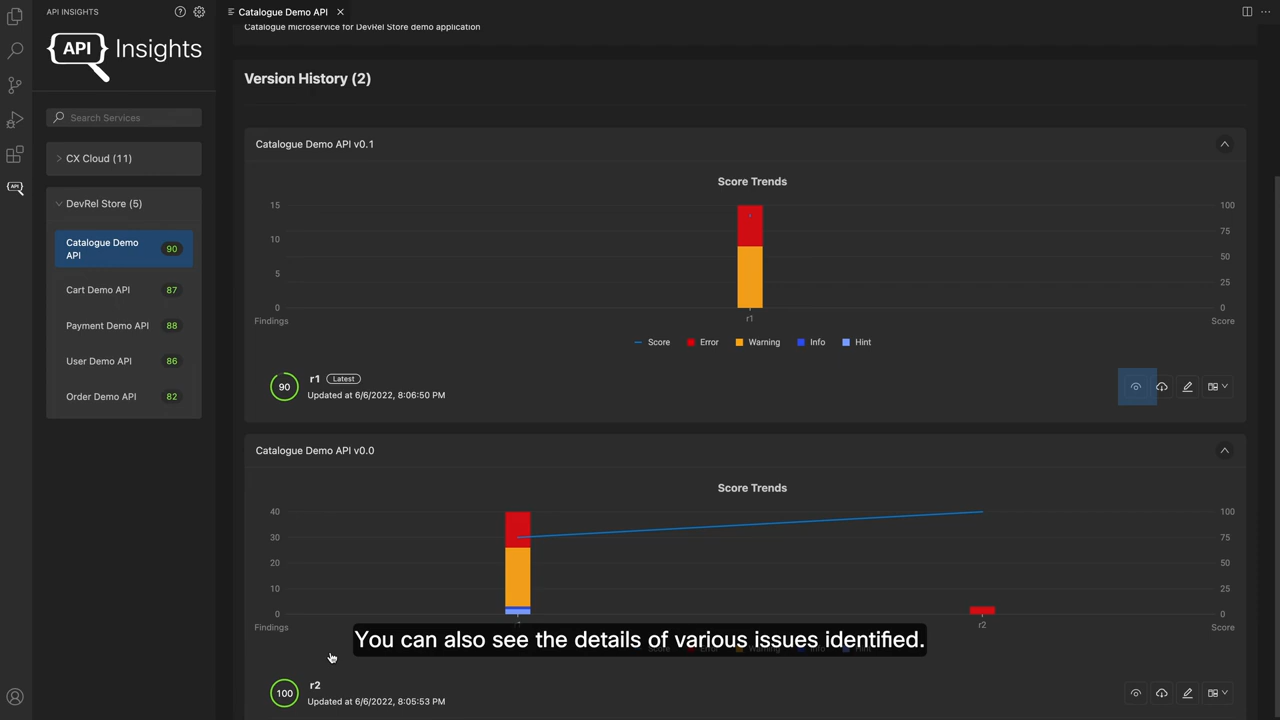 API INSIGHTS
Catalogue Demo API
API Insights
Search Services
CX Cloud (11)
DevRel Store (5)
Catalogue Demo
API
90
Cart Demo API
87
Payment Demo API
88
User Demo API
86
Order Demo API
82
Catalogue microservice for DevRel Store demo application
Version History (2)
Catalogue Demo API v0.1
Score Trends
15
10
5
0
100
75
50
25
0
r1
Findings
Score
Score
Error
Warning
Info
Hint
90
r1
Latest
Updated at 6/6/2022, 8:06:50 PM
Catalogue Demo API v0.0
Score Trends
40
30
20
10
0
100
75
50
25
0
r2
Findings
Score
You can also see the details of various issues identified.
100
r2
Updated at 6/6/2022, 8:05:53 PM
API